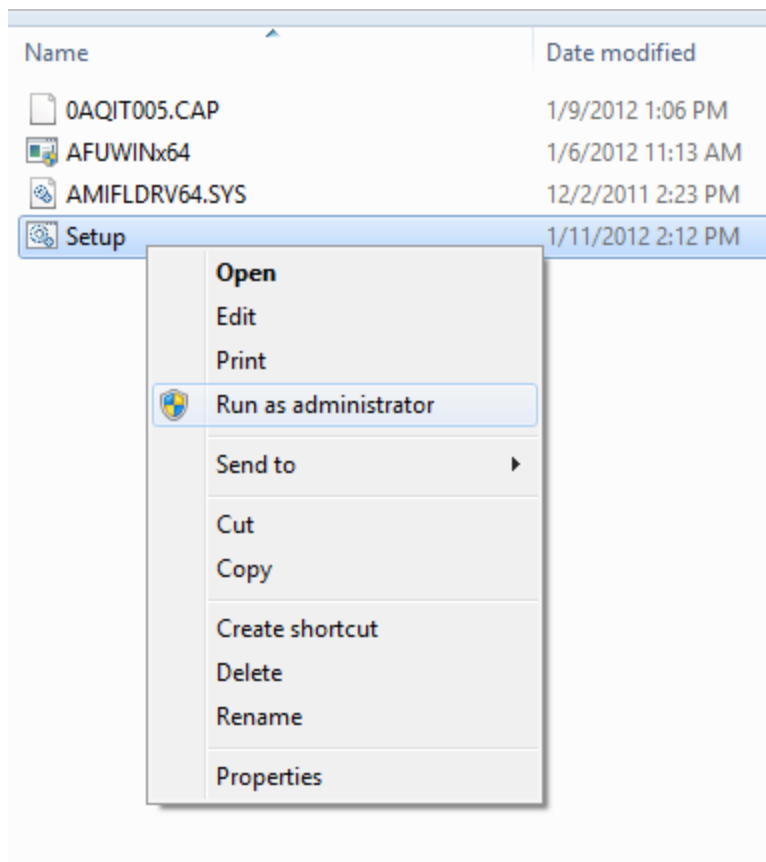 Name Date modified
0AQIT005.CAP 1/9/2012 1:06 PM
AFUWINx64 1/6/2012 11:13 AM
AMIFLDRV64.SYS 12/2/2011 2:23 PM
Setup 1/11/2012 2:12 PM
Open
Edit
Print
Run as administrator
Send to
Cut
Copy
Create shortcut
Delete
Rename
Properties